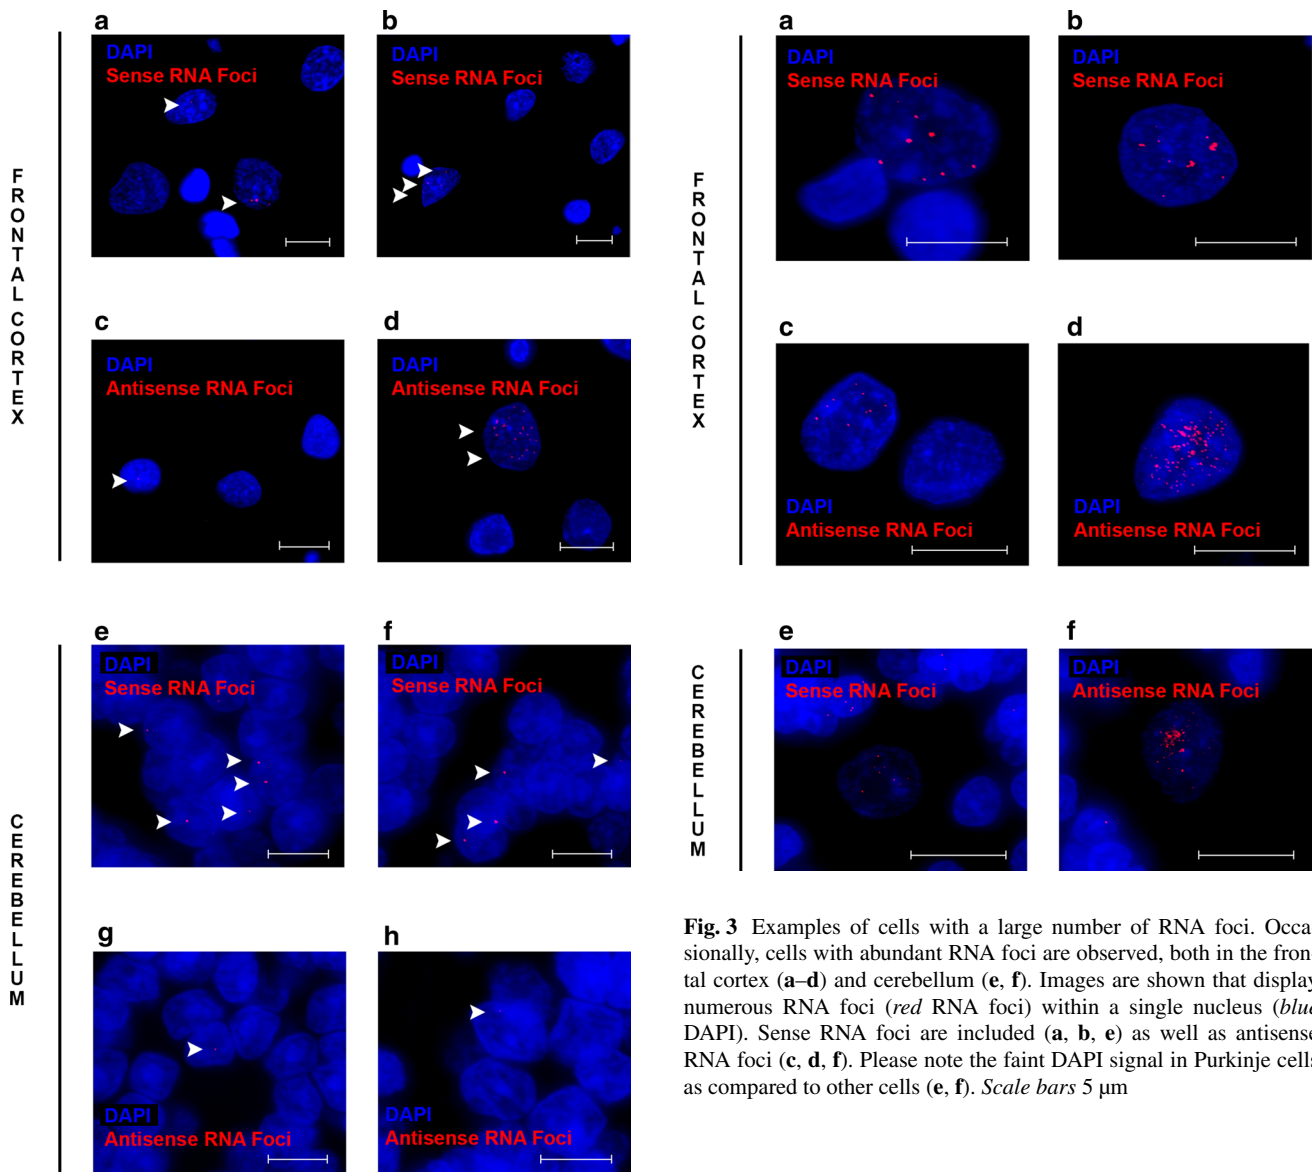 a
DAPI
Sense RNA Foci
b
DAPI
Sense RNA Foci
FRONTAL CORTEX
c
DAPI
Antisense RNA Foci
d
DAPI
Antisense RNA Foci
e
DAPI
Sense RNA Foci
f
DAPI
Sense RNA Foci
CEREBELLUM
g
DAPI
Antisense RNA Foci
h
DAPI
Antisense RNA Foci
a
DAPI
Sense RNA Foci
b
DAPI
Sense RNA Foci
FRONTAL CORTEX
c
DAPI
Antisense RNA Foci
d
DAPI
Antisense RNA Foci
e
DAPI
Sense RNA Foci
f
DAPI
Antisense RNA Foci
CEREBELLUM
Fig. 3 Examples of cells with a large number of RNA foci. Occa
sionally, cells with abundant RNA foci are observed, both in the fron
tal cortex (a–d) and cerebellum (e, f). Images are shown that display
numerous RNA foci (red RNA foci) within a single nucleus (blue
DAPI). Sense RNA foci are included (a, b, e) as well as antisense
RNA foci (c, d, f). Please note the faint DAPI signal in Purkinje cells
as compared to other cells (e, f). Scale bars 5 µm